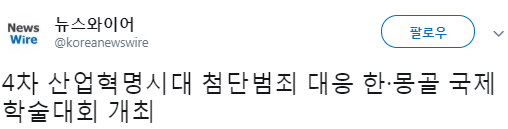 News
Wire
뉴스와이어
@koreanewswire
팔로우
4차 산업혁명시대 첨단범죄 대응 한·몽골 국제
학술대회 개최